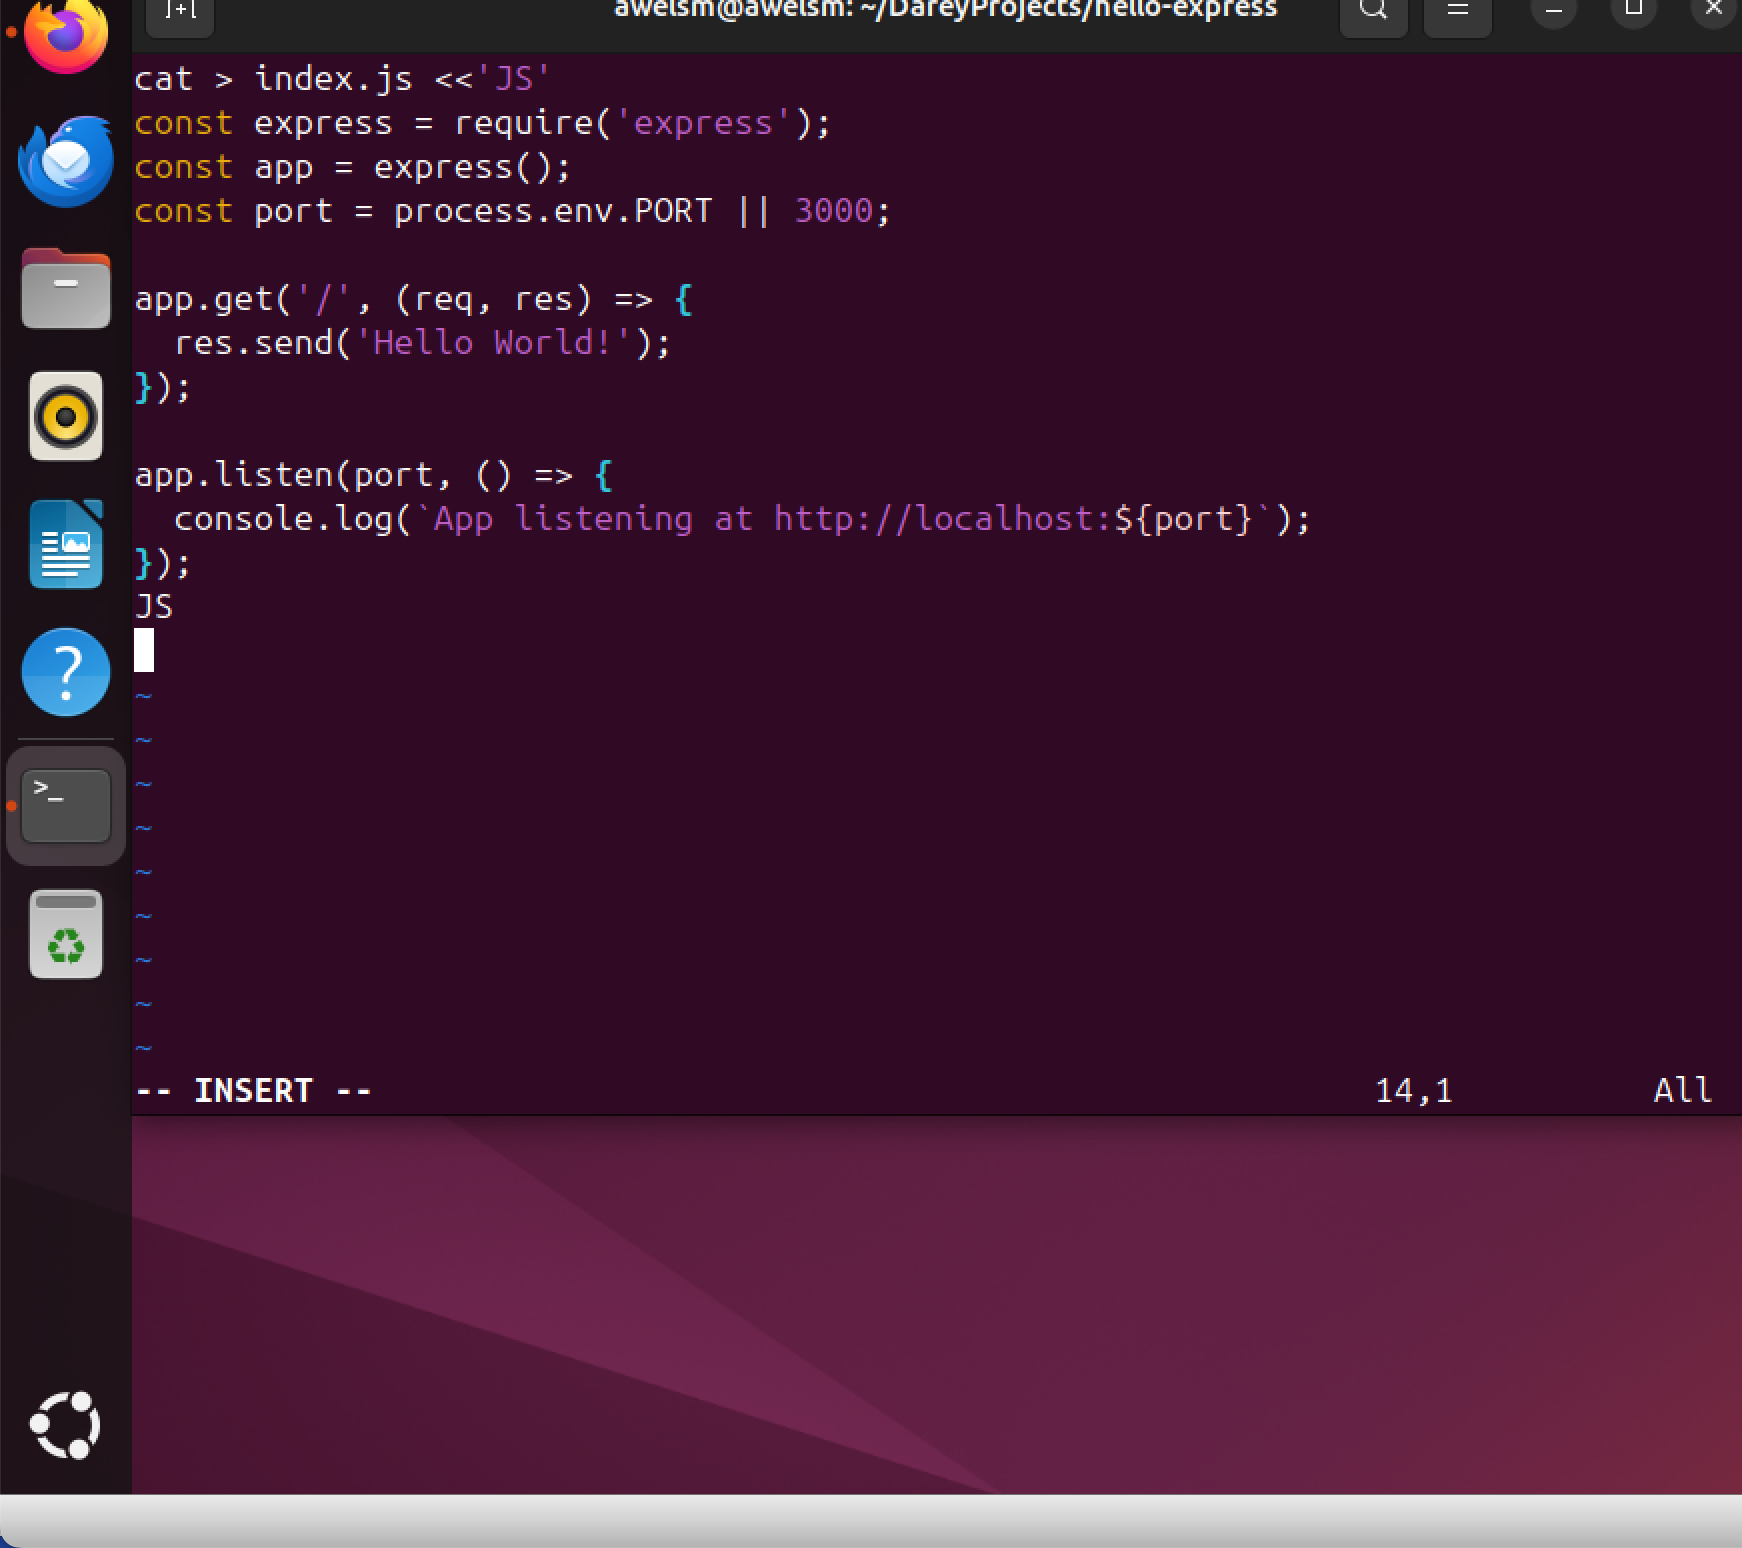 awelsm@awelsm: ~/DareyProjects/hello-express
cat > index.js <<'JS'
const express = require('express');
const app = express();
const port = process.env.PORT || 3000;
app.get('/', (req, res) => {
  res.send('Hello World!');
});
app.listen(port, () => {
  console.log(`App listening at http://localhost:${port}`);
});
JS
~
~
~
~
~
~
~
~
~
-- INSERT --                    14,1          All